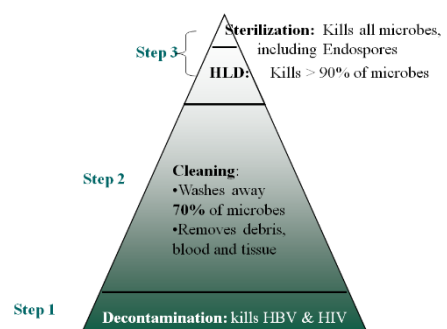 Sterilization: Kills all microbes,
including Endospores
Step 3
HLD: Kills > 90% of microbes
Step 2
Cleaning:
•Washes away
70% of microbes
•Removes debris,
blood and tissue
Step 1
Decontamination: kills HBV & HIV